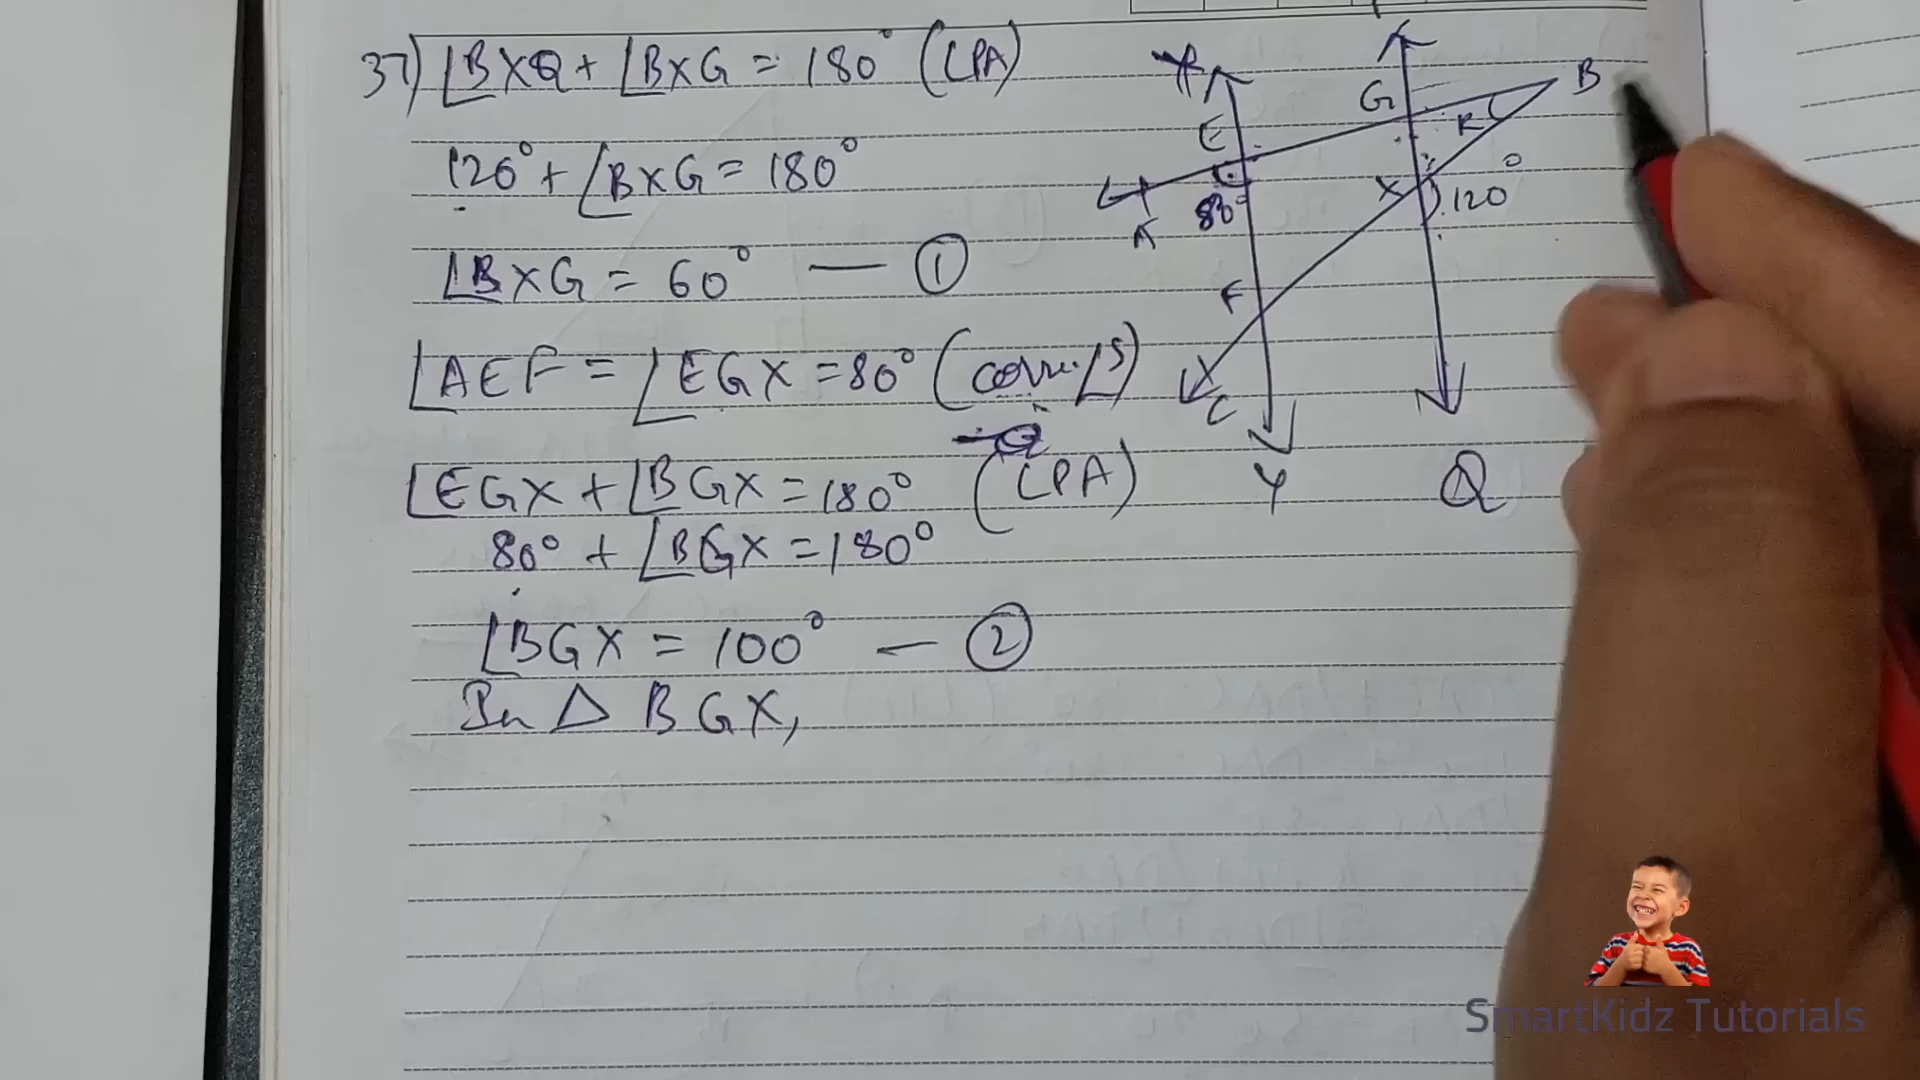 37) ∠BXQ + ∠BXG = 180° (LPA)
120° + ∠BXG = 180°
∠BXG = 60° — ①
∠AEF = ∠EGX = 80° (corres. ∠s)
∠EGX + ∠BGX = 180° (LPA)
80° + ∠BGX = 180°
∠BGX = 100° — ②
In △ BGX,
G
B
E
K
X
120°
A
80°
F
C
Y
Q
SmartKidz Tutorials